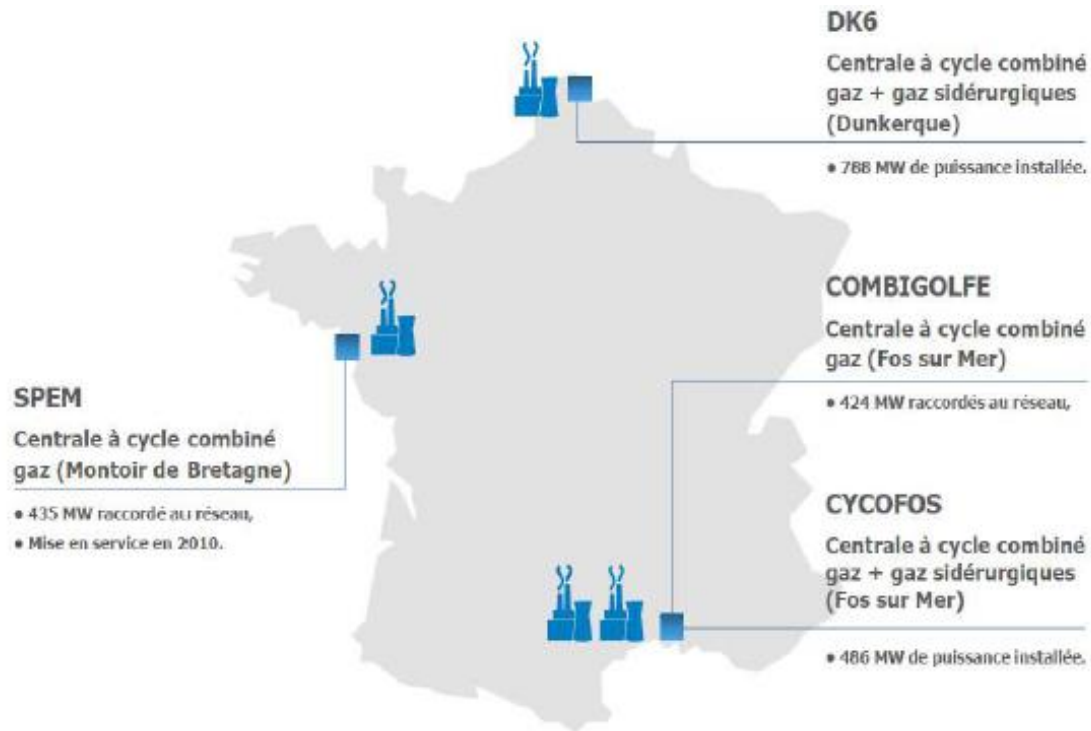 DK6
Centrale à cycle combiné
gaz + gaz sidérurgiques
(Dunkerque)
• 788 MW de puissance installée.
COMBIGOLFE
Centrale à cycle combiné
gaz (Fos sur Mer)
• 424 MW raccordés au réseau,
SPEM
Centrale à cycle combiné
gaz (Montoir de Bretagne)
• 435 MW raccordé au réseau,
• Mise en service en 2010.
CYCOFOS
Centrale à cycle combiné
gaz + gaz sidérurgiques
(Fos sur Mer)
• 486 MW de puissance installée.